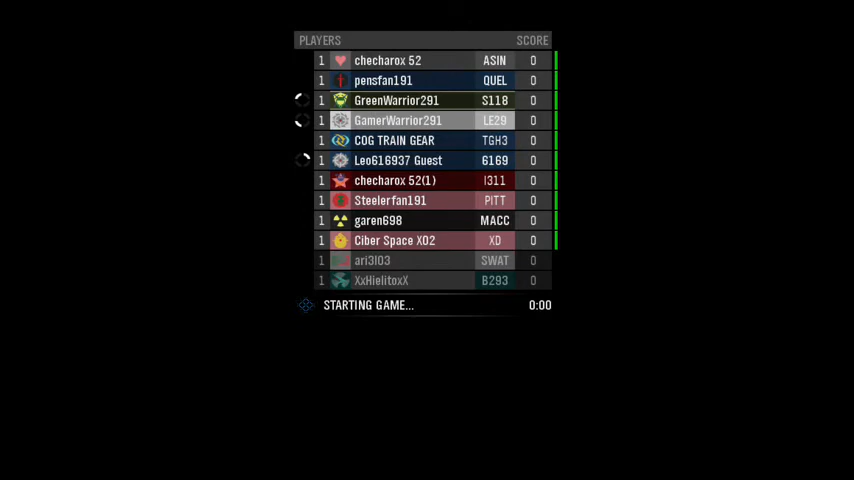 PLAYERS SCORE
1 checharox 52 ASIN 0
1 pensfan191 QUEL 0
1 GreenWarrior291 S118 0
1 GamerWarrior291 LE29 0
1 COG TRAIN GEAR TGH3 0
1 Leo616937 Guest 6169 0
1 checharox 52(1) I311 0
1 Steelerfan191 PITT 0
1 garen698 MACC 0
1 Ciber Space XO2 XD 0
1 ari3l03 SWAT 0
1 XxHielitoxX B293 0
STARTING GAME... 0:00